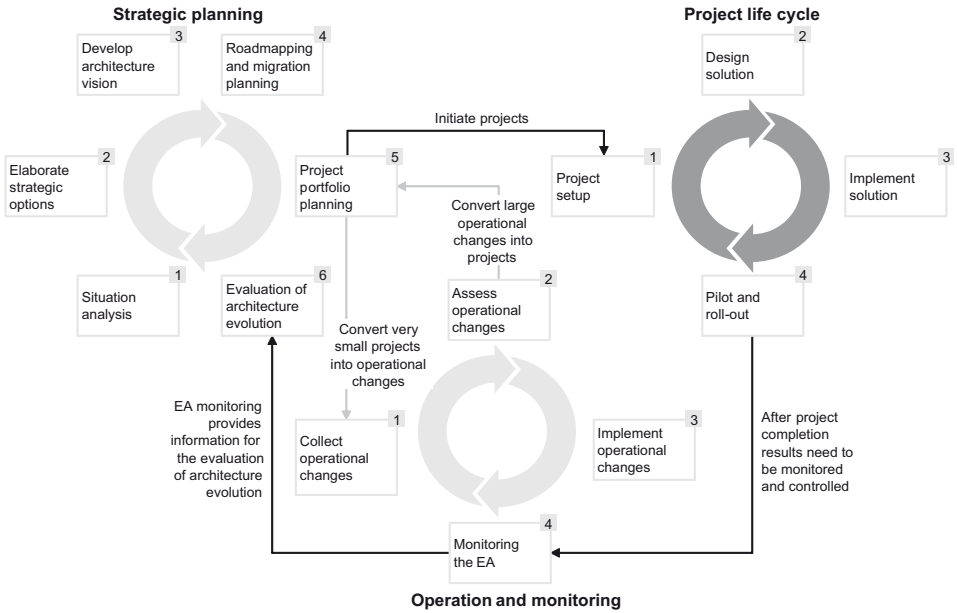 Strategic planning
3
Develop
architecture
vision
4
Roadmapping
and migration
planning
2
Elaborate
strategic
options
5
Project
portfolio
planning
1
Situation
analysis
6
Evaluation of
architecture
evolution
Initiate projects
Project life cycle
2
Design
solution
1
Project
setup
3
Implement
solution
4
Pilot and
roll-out
Convert large
operational
changes into
projects
2
Assess
operational
changes
Convert very
small projects
into operational
changes
1
Collect
operational
changes
3
Implement
operational
changes
4
Monitoring
the EA
EA monitoring
provides
information for
the evaluation
of architecture
evolution
After project
completion
results need to
be monitored
and controlled
Operation and monitoring